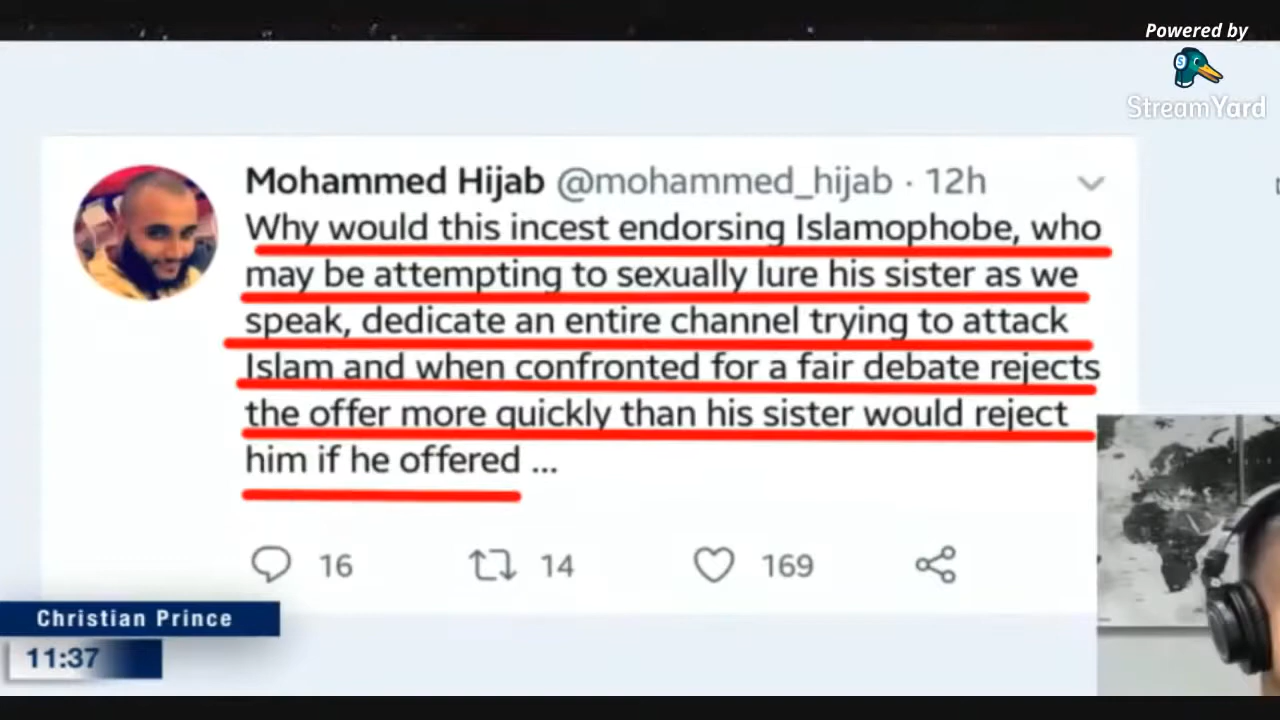 Powered by
StreamYard
Mohammed Hijab @mohammed_hijab · 12h
Why would this incest endorsing Islamophobe, who
may be attempting to sexually lure his sister as we
speak, dedicate an entire channel trying to attack
Islam and when confronted for a fair debate rejects
the offer more quickly than his sister would reject
him if he offered ...
16 14 169
Christian Prince
11:37